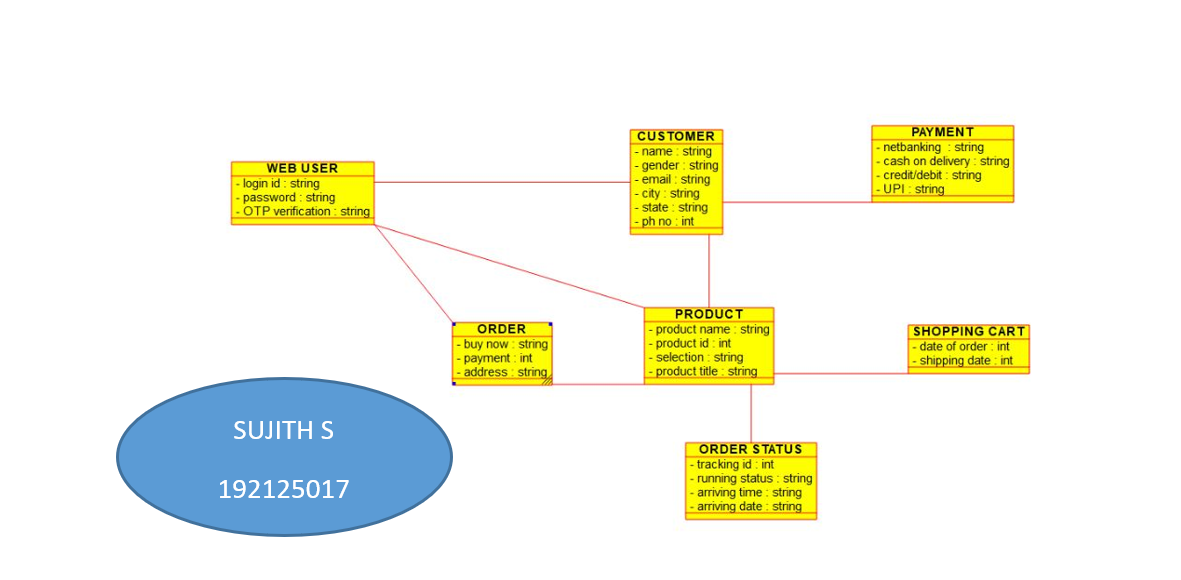 WEB USER
- login id : string
- password : string
- OTP verification : string
CUSTOMER
- name : string
- gender : string
- email : string
- city : string
- state : string
- ph no : int
PAYMENT
- netbanking : string
- cash on delivery : string
- credit/debit : string
- UPI : string
ORDER
- buy now : string
- payment : int
- address : string
PRODUCT
- product name : string
- product id : int
- selection : string
- product title : string
SHOPPING CART
- date of order : int
- shipping date : int
ORDER STATUS
- tracking id : int
- running status : string
- arriving time : string
- arriving date : string
SUJITH S
192125017